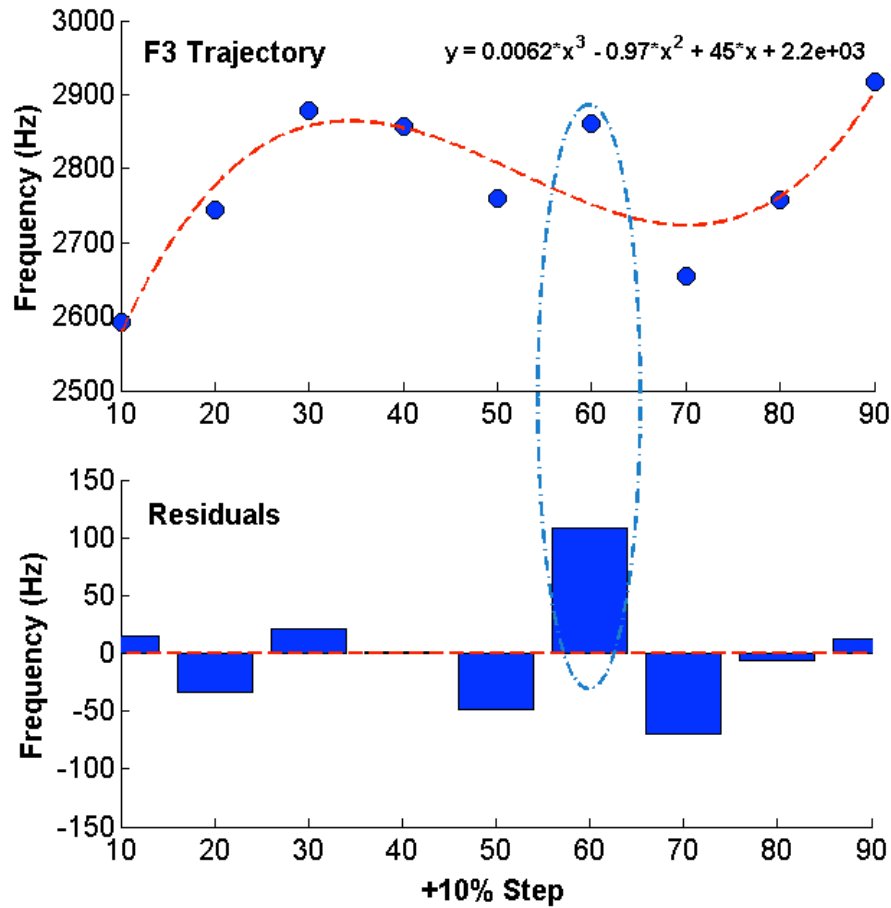 F3 Trajectory
y = 0.0062*x³ - 0.97*x² + 45*x + 2.2e+03
Frequency (Hz)
3000
2900
2800
2700
2600
2500
10 20 30 40 50 60 70 80 90
Residuals
Frequency (Hz)
150
100
50
0
-50
-100
-150
10 20 30 40 50 60 70 80 90
+10% Step